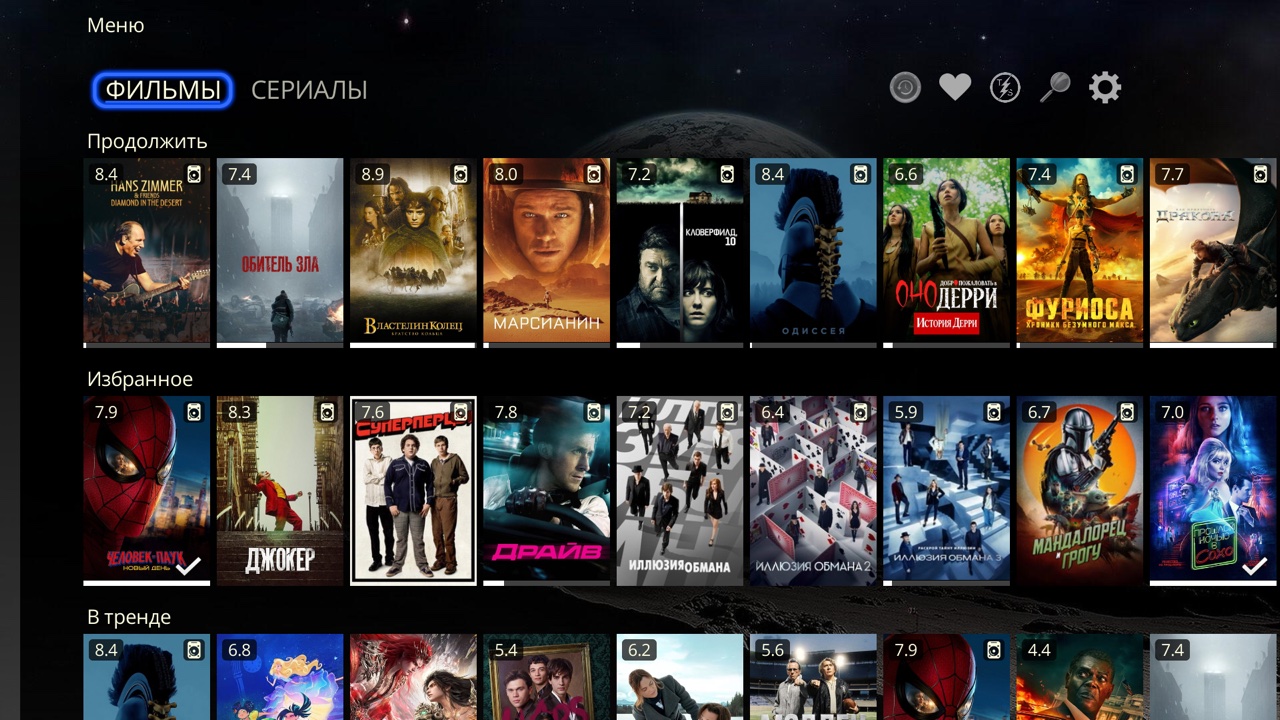 Меню
ФИЛЬМЫ СЕРИАЛЫ
T S
Продолжить
8.4 7.4 8.9 8.0 7.2 8.4 6.6 7.4 7.7
HANS ZIMMER
& FRIENDS
DIAMOND IN THE DESERT
ОБИТЕЛЬ ЗЛА
ВЛАСТЕЛИН КОЛЕЦ
БРАТСТВО КОЛЬЦА
МАРСИАНИН
КЛОВЕРФИЛД,
10
ОДИССЕЯ
ОНО ДОБРО ПОЖАЛОВАТЬ В
ДЕРРИ
История Дерри
ФУРИОСА
ХРОНИКИ БЕЗУМНОГО МАКСА
ДРАКОНА
Избранное
7.9 8.3 7.6 7.8 7.2 6.4 5.9 6.7 7.0
ЧЕЛОВЕК-ПАУК
НОВЫЙ ДЕНЬ
ДЖОКЕР
СУПЕРПЕРЦЫ
ДРАЙВ
ИЛЛЮЗИЯ ОБМАНА
ИЛЛЮЗИЯ ОБМАНА 2
ИЛЛЮЗИЯ ОБМАНА 3
МАНДАЛОРЕЦ
И ГРОГУ
ПРОШЛОЙ
НОЧЬЮ В
Сохо
В тренде
8.4 6.8 5.4 6.2 5.6 7.9 4.4 7.4